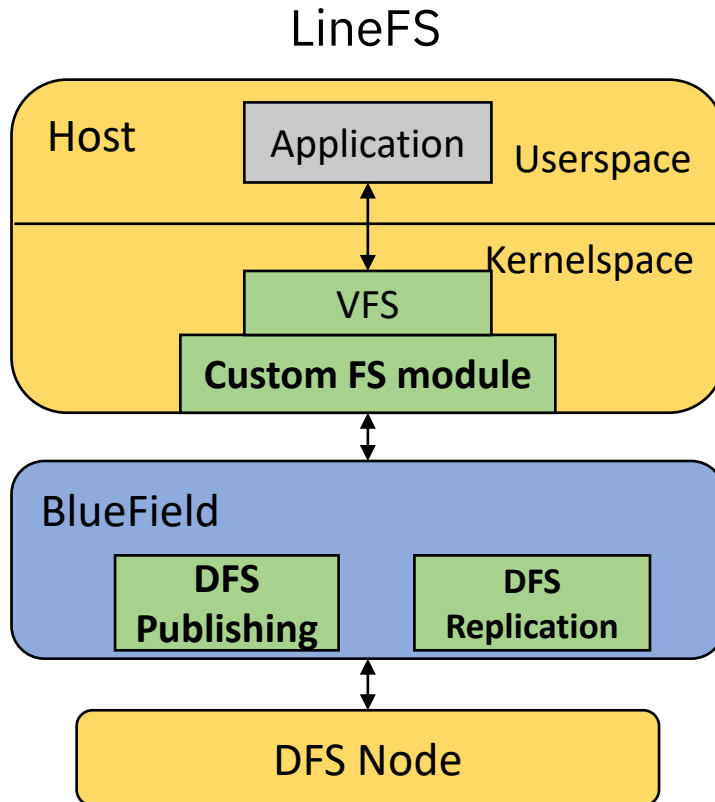 LineFS
Host
Application
Userspace
Kernelspace
VFS
Custom FS module
BlueField
DFS
Publishing
DFS
Replication
DFS Node